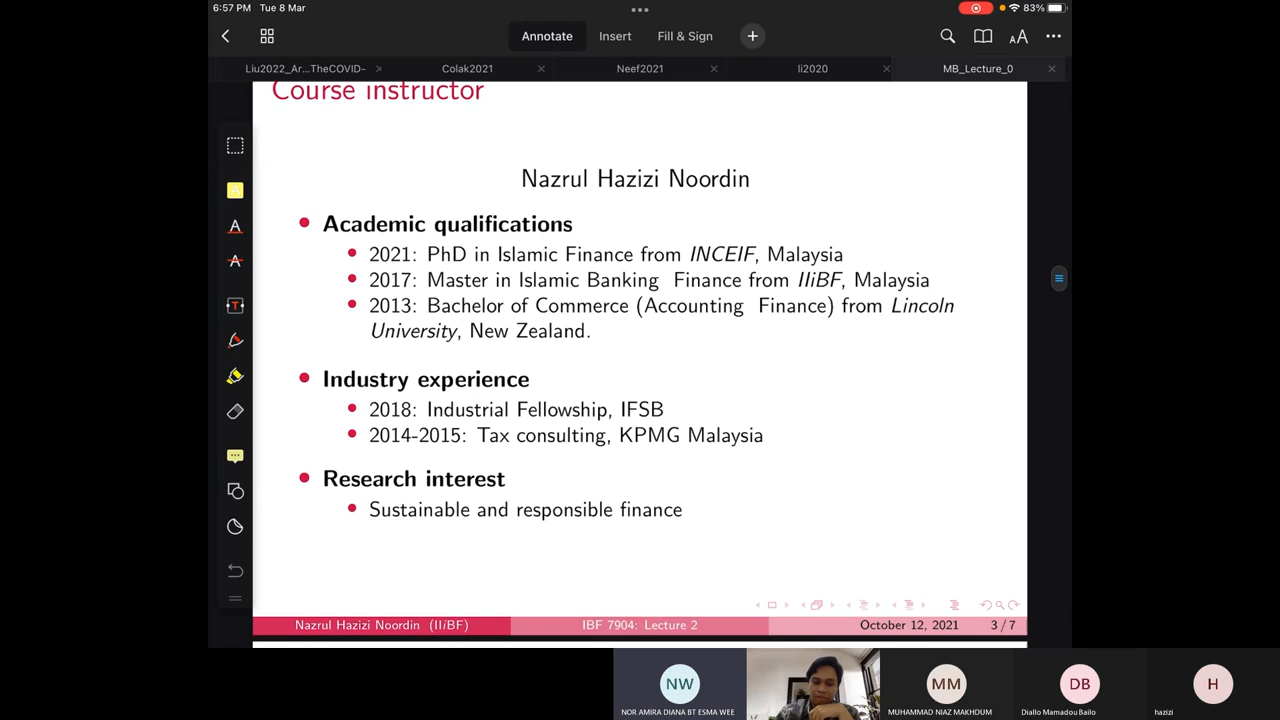 6:57 PM Tue 8 Mar
83%
Annotate Insert Fill & Sign
AA
Liu2022_Ar...TheCOVID- Colak2021 Neef2021 li2020 MB_Lecture_0
Course instructor
Nazrul Hazizi Noordin
Academic qualifications
2021: PhD in Islamic Finance from INCEIF, Malaysia
2017: Master in Islamic Banking Finance from IIiBF, Malaysia
2013: Bachelor of Commerce (Accounting Finance) from Lincoln
University, New Zealand.
Industry experience
2018: Industrial Fellowship, IFSB
2014-2015: Tax consulting, KPMG Malaysia
Research interest
Sustainable and responsible finance
Nazrul Hazizi Noordin (IIiBF) IBF 7904: Lecture 2 October 12, 2021 3 / 7
NW MM DB H
NOR AMIRA DIANA BT ESMA WEE MUHAMMAD NIAZ MAKHDUM Diallo Mamadou Bailo hazizi